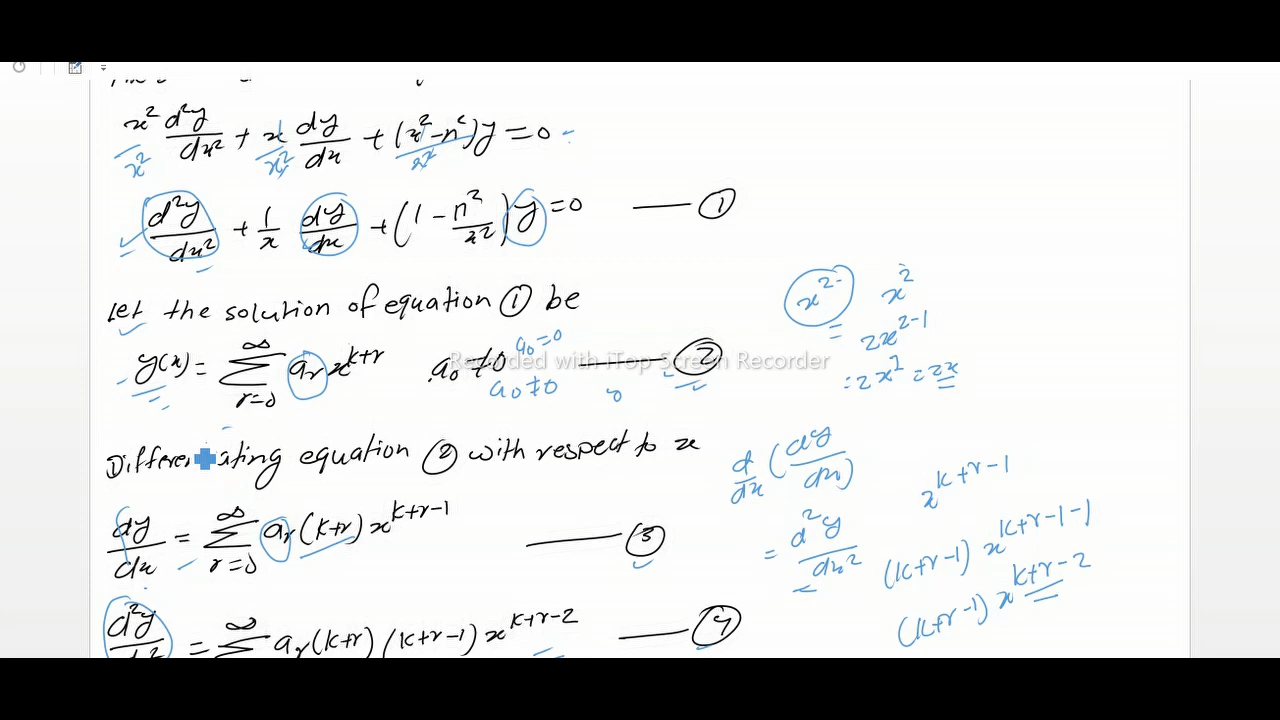 x² d²y/dx² + x dy/dx + (x² - n²)y = 0
x² x² x²
d²y/dx² + 1/x dy/dx + (1 - n²/x²)y = 0 —— ①
Let the solution of equation ① be
y(x) = ∑_{r=0}^{∞} a_r x^{k+r} a₀ ≠ 0 —— ②
a₀ = 0
a₀ ≠ 0
Recorded with iTop Screen Recorder
x² x²
= 2x^{2-1}
= 2x¹ = 2x
Differentiating equation ② with respect to x
dy/dx = ∑_{r=0}^{∞} a_r (k+r) x^{k+r-1} —— ③
d²y/dx² = ∑ ∞ a_r (k+r) (k+r-1) x^{k+r-2} —— ④
d/dx (dy/dx)
= d²y/dx²
x^{k+r-1}
(k+r-1) x^{k+r-1-1}
(k+r-1) x^{k+r-2}